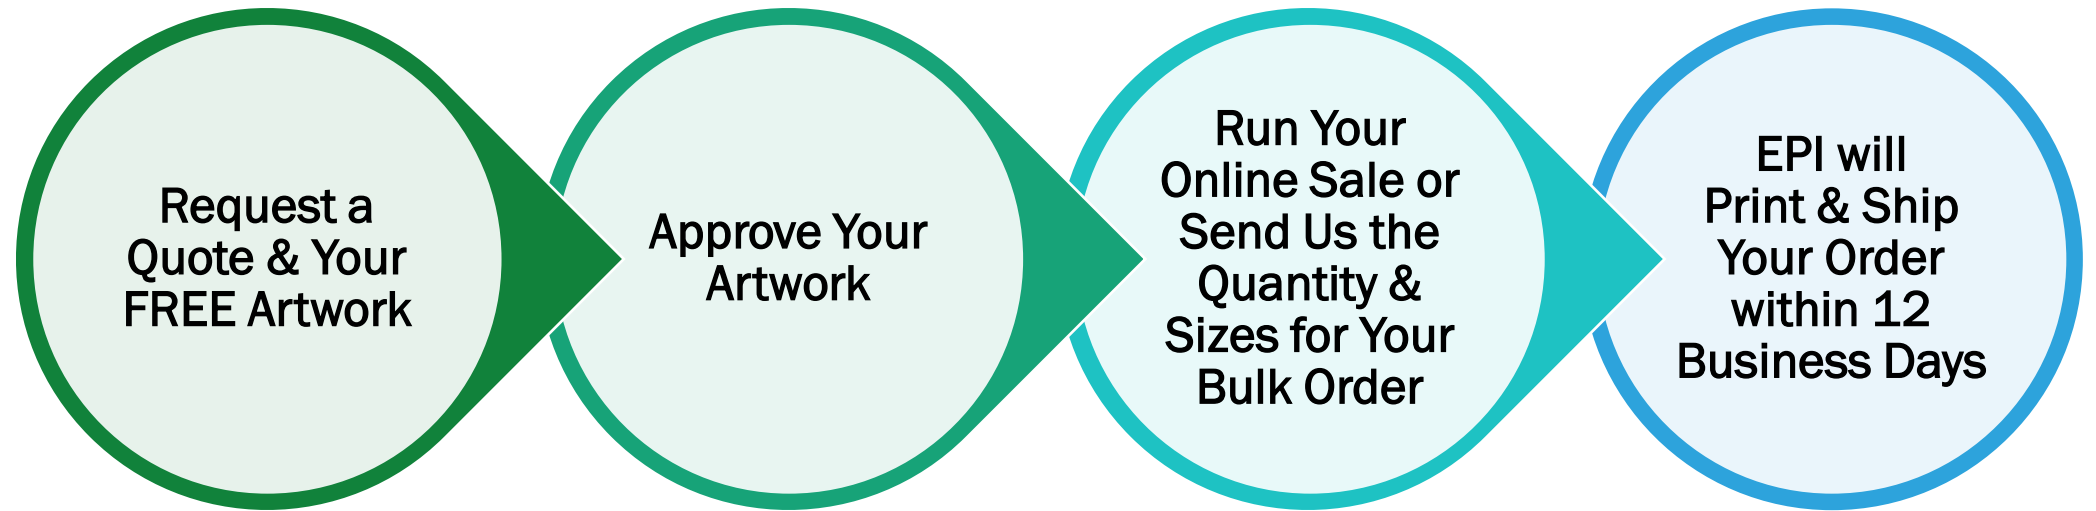 Request a
Quote & Your
FREE Artwork
Approve Your
Artwork
Run Your
Online Sale or
Send Us the
Quantity &
Sizes for Your
Bulk Order
EPI will
Print & Ship
Your Order
within 12
Business Days